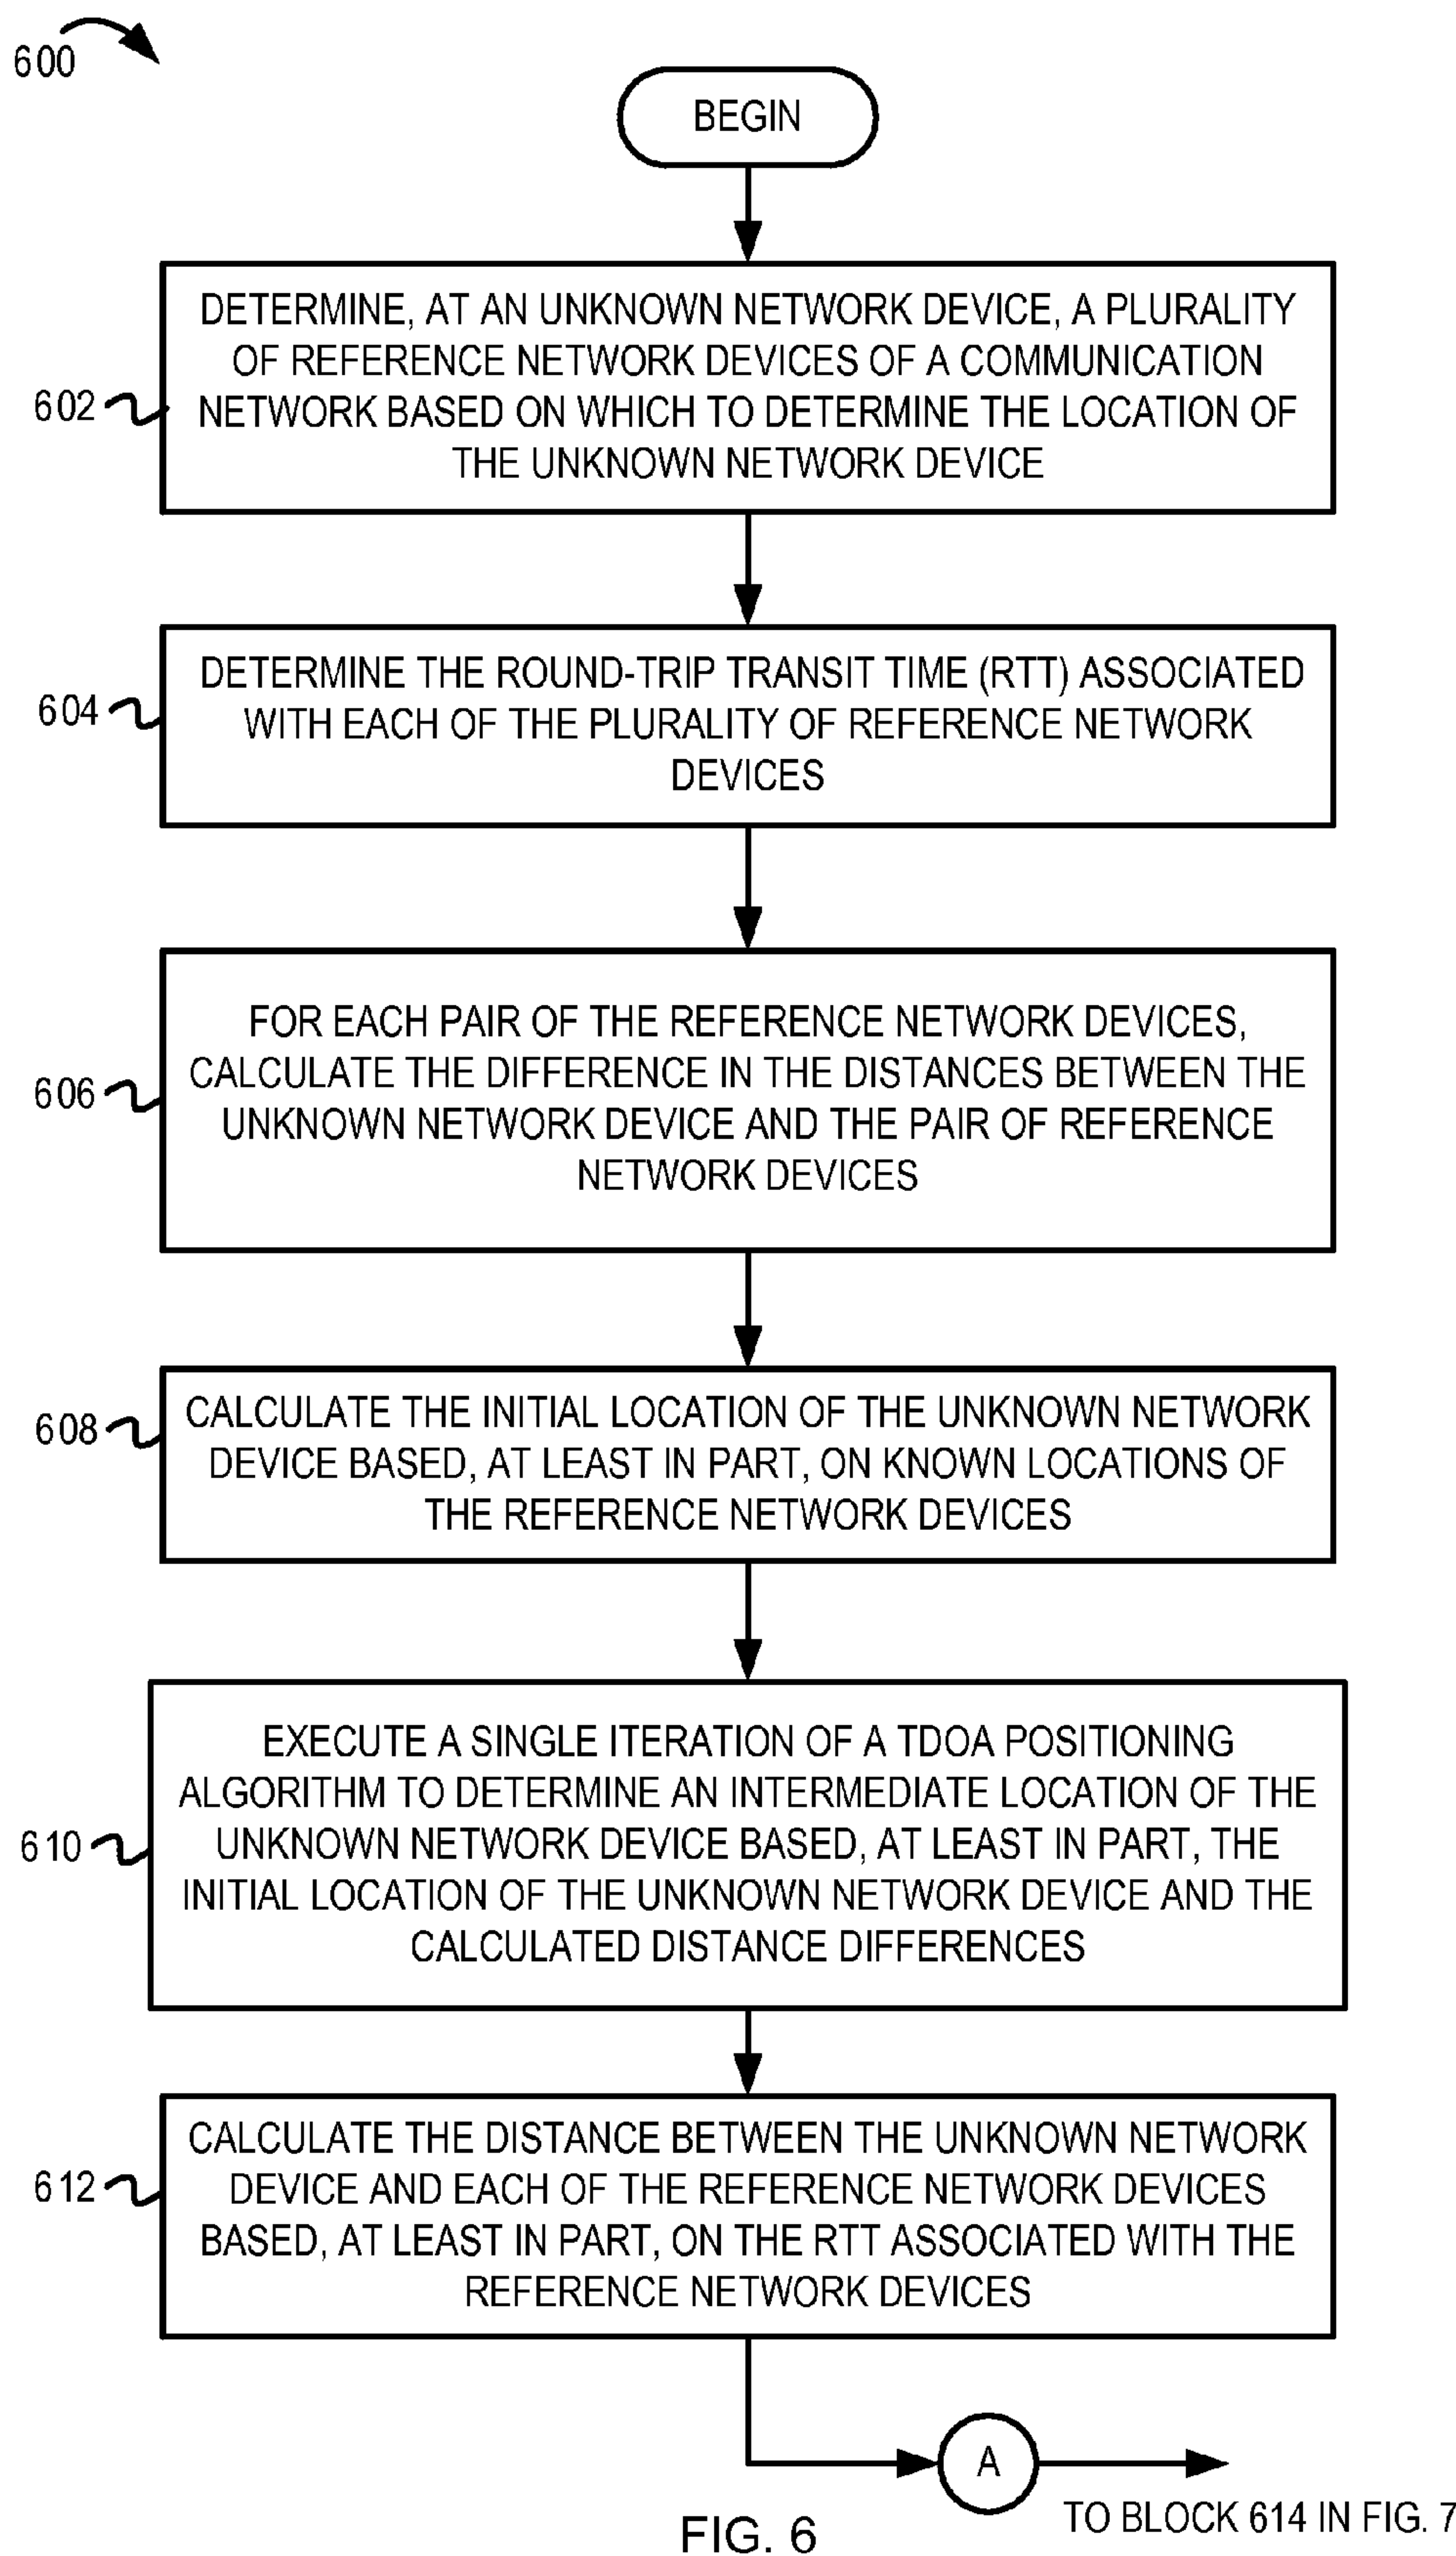 600
BEGIN
602
DETERMINE, AT AN UNKNOWN NETWORK DEVICE, A PLURALITY
OF REFERENCE NETWORK DEVICES OF A COMMUNICATION
NETWORK BASED ON WHICH TO DETERMINE THE LOCATION OF
THE UNKNOWN NETWORK DEVICE
604
DETERMINE THE ROUND-TRIP TRANSIT TIME (RTT) ASSOCIATED
WITH EACH OF THE PLURALITY OF REFERENCE NETWORK
DEVICES
606
FOR EACH PAIR OF THE REFERENCE NETWORK DEVICES,
CALCULATE THE DIFFERENCE IN THE DISTANCES BETWEEN THE
UNKNOWN NETWORK DEVICE AND THE PAIR OF REFERENCE
NETWORK DEVICES
608
CALCULATE THE INITIAL LOCATION OF THE UNKNOWN NETWORK
DEVICE BASED, AT LEAST IN PART, ON KNOWN LOCATIONS OF
THE REFERENCE NETWORK DEVICES
610
EXECUTE A SINGLE ITERATION OF A TDOA POSITIONING
ALGORITHM TO DETERMINE AN INTERMEDIATE LOCATION OF THE
UNKNOWN NETWORK DEVICE BASED, AT LEAST IN PART, THE
INITIAL LOCATION OF THE UNKNOWN NETWORK DEVICE AND THE
CALCULATED DISTANCE DIFFERENCES
612
CALCULATE THE DISTANCE BETWEEN THE UNKNOWN NETWORK
DEVICE AND EACH OF THE REFERENCE NETWORK DEVICES
BASED, AT LEAST IN PART, ON THE RTT ASSOCIATED WITH THE
REFERENCE NETWORK DEVICES
A
TO BLOCK 614 IN FIG. 7
FIG. 6